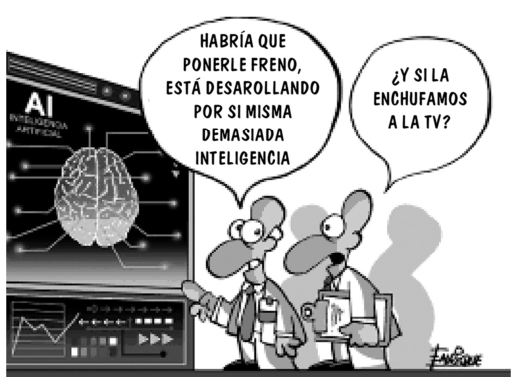 HABRÍA QUE
PONERLE FRENO,
ESTÁ DESAROLLANDO
POR SI MISMA
DEMASIADA
INTELIGENCIA
¿Y SI LA
ENCHUFAMOS
A LA TV?
AI
INTELIGENCIA
ARTIFICIAL